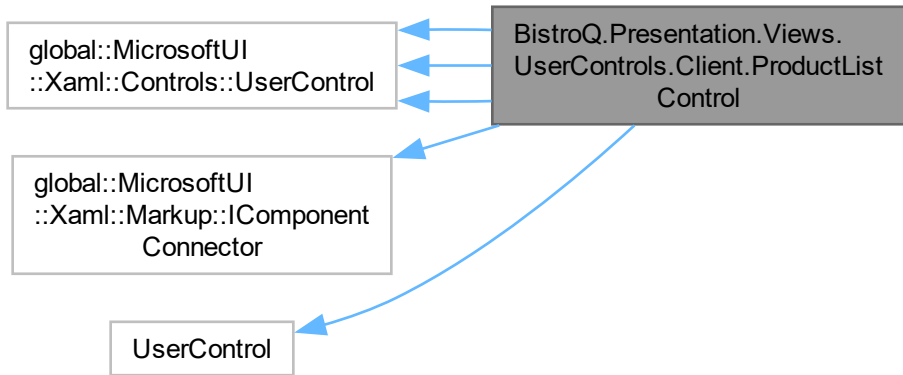 global::MicrosoftUI
::Xaml::Controls::UserControl
BistroQ.Presentation.Views.
UserControls.Client.ProductList
Control
global::MicrosoftUI
::Xaml::Markup::IComponent
Connector
UserControl